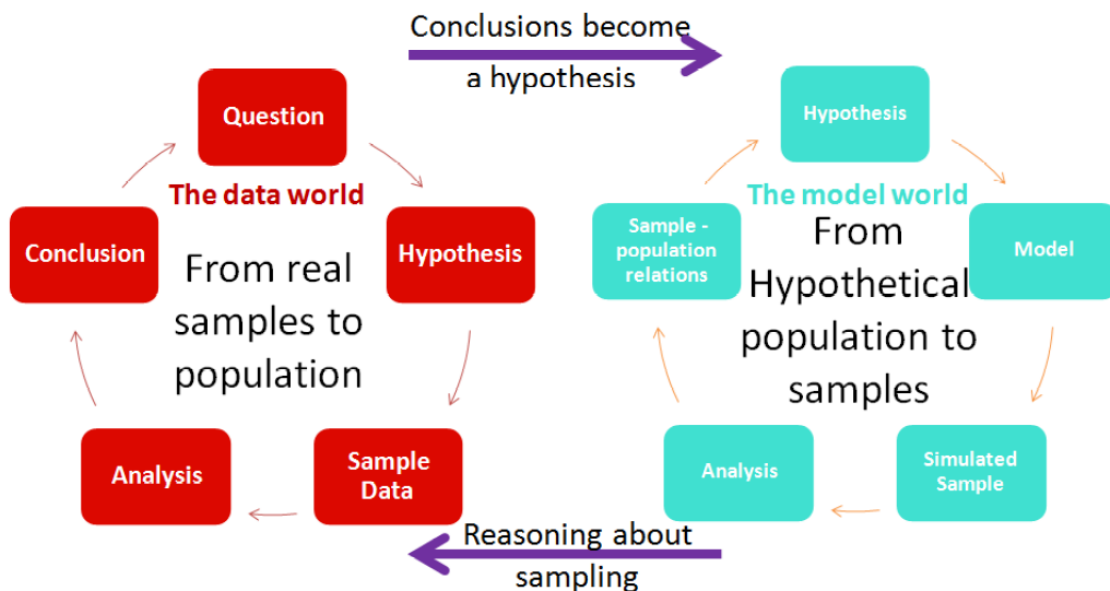 Conclusions become
a hypothesis
Question
The data world
Conclusion
Hypothesis
From real
samples to
population
Analysis
Sample
Data
Hypothesis
The model world
Sample -
population
relations
From
Hypothetical
population to
samples
Model
Analysis
Simulated
Sample
Reasoning about
sampling